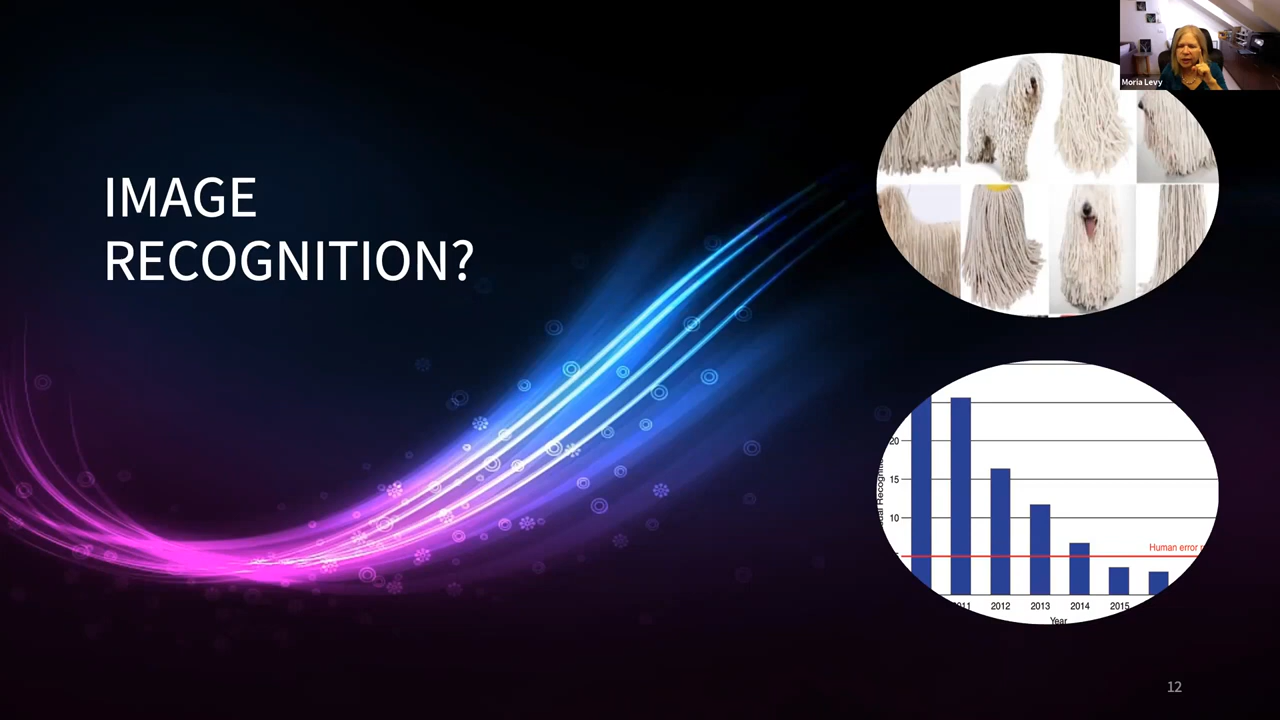 Moria Levy
IMAGE
RECOGNITION?
20
15
10
Human error
2012 2013 2014 2015
Year
12